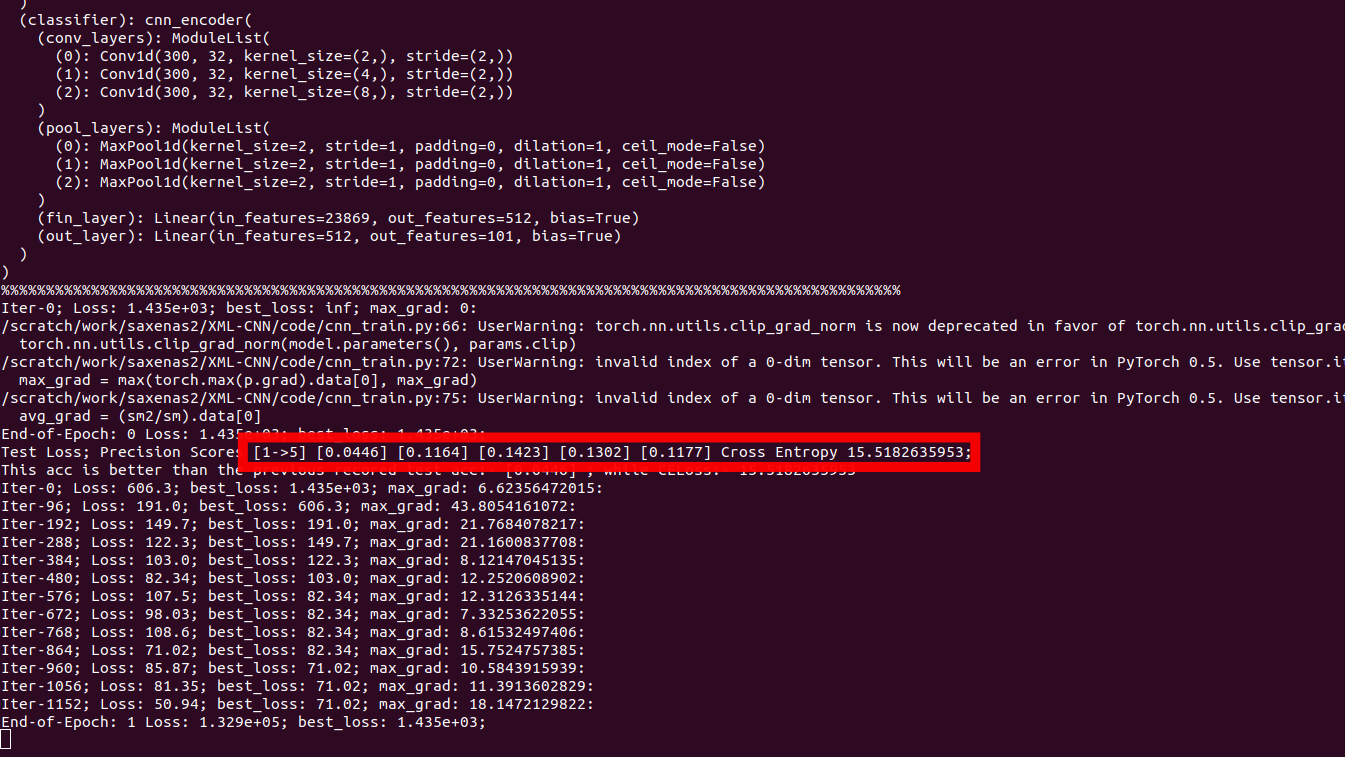 )
(classifier): cnn_encoder(
(conv_layers): ModuleList(
(0): Conv1d(300, 32, kernel_size=(2,), stride=(2,))
(1): Conv1d(300, 32, kernel_size=(4,), stride=(2,))
(2): Conv1d(300, 32, kernel_size=(8,), stride=(2,))
)
(pool_layers): ModuleList(
(0): MaxPool1d(kernel_size=2, stride=1, padding=0, dilation=1, ceil_mode=False)
(1): MaxPool1d(kernel_size=2, stride=1, padding=0, dilation=1, ceil_mode=False)
(2): MaxPool1d(kernel_size=2, stride=1, padding=0, dilation=1, ceil_mode=False)
)
(fin_layer): Linear(in_features=23869, out_features=512, bias=True)
(out_layer): Linear(in_features=512, out_features=101, bias=True)
)
)
%%%%%%%%%%%%%%%%%%%%%%%%%%%%%%%%%%%%%%%%%%%%%%%%%%%%%%%%%%%%%%%%%%%%%%%%%%%%%%%%%%%%%%%%%%%%%%%%%%%%%%
Iter-0; Loss: 1.435e+03; best_loss: inf; max_grad: 0:
/scratch/work/saxenas2/XML-CNN/code/cnn_train.py:66: UserWarning: torch.nn.utils.clip_grad_norm is now deprecated in favor of torch.nn.utils.clip_grad
torch.nn.utils.clip_grad_norm(model.parameters(), params.clip)
/scratch/work/saxenas2/XML-CNN/code/cnn_train.py:72: UserWarning: invalid index of a 0-dim tensor. This will be an error in PyTorch 0.5. Use tensor.it
max_grad = max(torch.max(p.grad).data[0], max_grad)
/scratch/work/saxenas2/XML-CNN/code/cnn_train.py:75: UserWarning: invalid index of a 0-dim tensor. This will be an error in PyTorch 0.5. Use tensor.it
avg_grad = (sm2/sm).data[0]
End-of-Epoch: 0 Loss: 1.435e+03; best_loss: 1.435e+03;
Test Loss; Precision Scores [1->5] [0.0446] [0.1164] [0.1423] [0.1302] [0.1177] Cross Entropy 15.5182635953;
This acc is better than the previous recored test acc:- [0.0446] ; while CELoss:- 15.5182635953
Iter-0; Loss: 606.3; best_loss: 1.435e+03; max_grad: 6.62356472015:
Iter-96; Loss: 191.0; best_loss: 606.3; max_grad: 43.8054161072:
Iter-192; Loss: 149.7; best_loss: 191.0; max_grad: 21.7684078217:
Iter-288; Loss: 122.3; best_loss: 149.7; max_grad: 21.1600837708:
Iter-384; Loss: 103.0; best_loss: 122.3; max_grad: 8.12147045135:
Iter-480; Loss: 82.34; best_loss: 103.0; max_grad: 12.2520608902:
Iter-576; Loss: 107.5; best_loss: 82.34; max_grad: 12.3126335144:
Iter-672; Loss: 98.03; best_loss: 82.34; max_grad: 7.33253622055:
Iter-768; Loss: 108.6; best_loss: 82.34; max_grad: 8.61532497406:
Iter-864; Loss: 71.02; best_loss: 82.34; max_grad: 15.7524757385:
Iter-960; Loss: 85.87; best_loss: 71.02; max_grad: 10.5843915939:
Iter-1056; Loss: 81.35; best_loss: 71.02; max_grad: 11.3913602829:
Iter-1152; Loss: 50.94; best_loss: 71.02; max_grad: 18.1472129822:
End-of-Epoch: 1 Loss: 1.329e+05; best_loss: 1.435e+03;